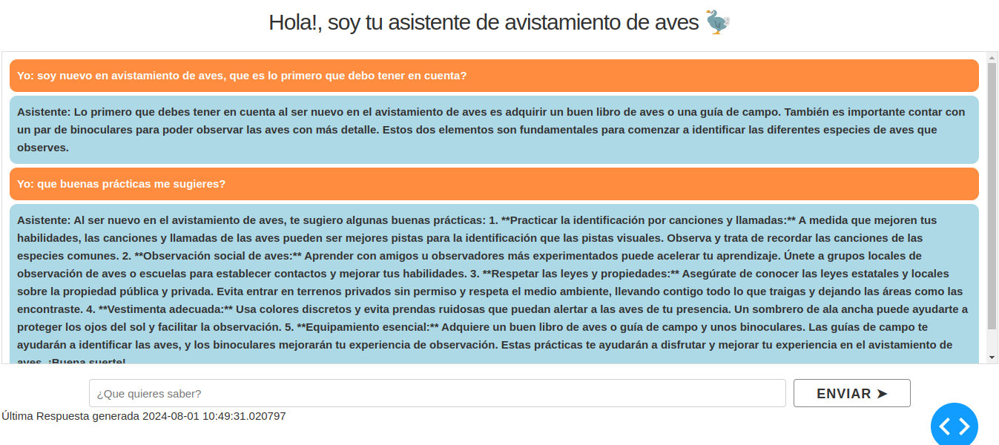 Hola!, soy tu asistente de avistamiento de aves
Yo: soy nuevo en avistamiento de aves, que es lo primero que debo tener en cuenta?
Asistente: Lo primero que debes tener en cuenta al ser nuevo en el avistamiento de aves es adquirir un buen libro de aves o una guía de campo. También es importante contar con
un par de binoculares para poder observar las aves con más detalle. Estos dos elementos son fundamentales para comenzar a identificar las diferentes especies de aves que
observes.
Yo: que buenas prácticas me sugieres?
Asistente: Al ser nuevo en el avistamiento de aves, te sugiero algunas buenas prácticas: 1. **Practicar la identificación por canciones y llamadas:** A medida que mejoren tus
habilidades, las canciones y llamadas de las aves pueden ser mejores pistas para la identificación que las pistas visuales. Observa y trata de recordar las canciones de las
especies comunes. 2. **Observación social de aves:** Aprender con amigos u observadores más experimentados puede acelerar tu aprendizaje. Únete a grupos locales de
observación de aves o escuelas para establecer contactos y mejorar tus habilidades. 3. **Respetar las leyes y propiedades:** Asegúrate de conocer las leyes estatales y locales
sobre la propiedad pública y privada. Evita entrar en terrenos privados sin permiso y respeta el medio ambiente, llevando contigo todo lo que traigas y dejando las áreas como las
encontraste. 4. **Vestimenta adecuada:** Usa colores discretos y evita prendas ruidosas que puedan alertar a las aves de tu presencia. Un sombrero de ala ancha puede ayudarte a
proteger los ojos del sol y facilitar la observación. 5. **Equipamiento esencial:** Adquiere un buen libro de aves o guía de campo y unos binoculares. Las guías de campo te
ayudarán a identificar las aves, y los binoculares mejorarán tu experiencia de observación. Estas prácticas te ayudarán a disfrutar y mejorar tu experiencia en el avistamiento de
aves. ¡Buena suerte!
¿Que quieres saber?
ENVIAR ➤
Última Respuesta generada 2024-08-01 10:49:31.020797